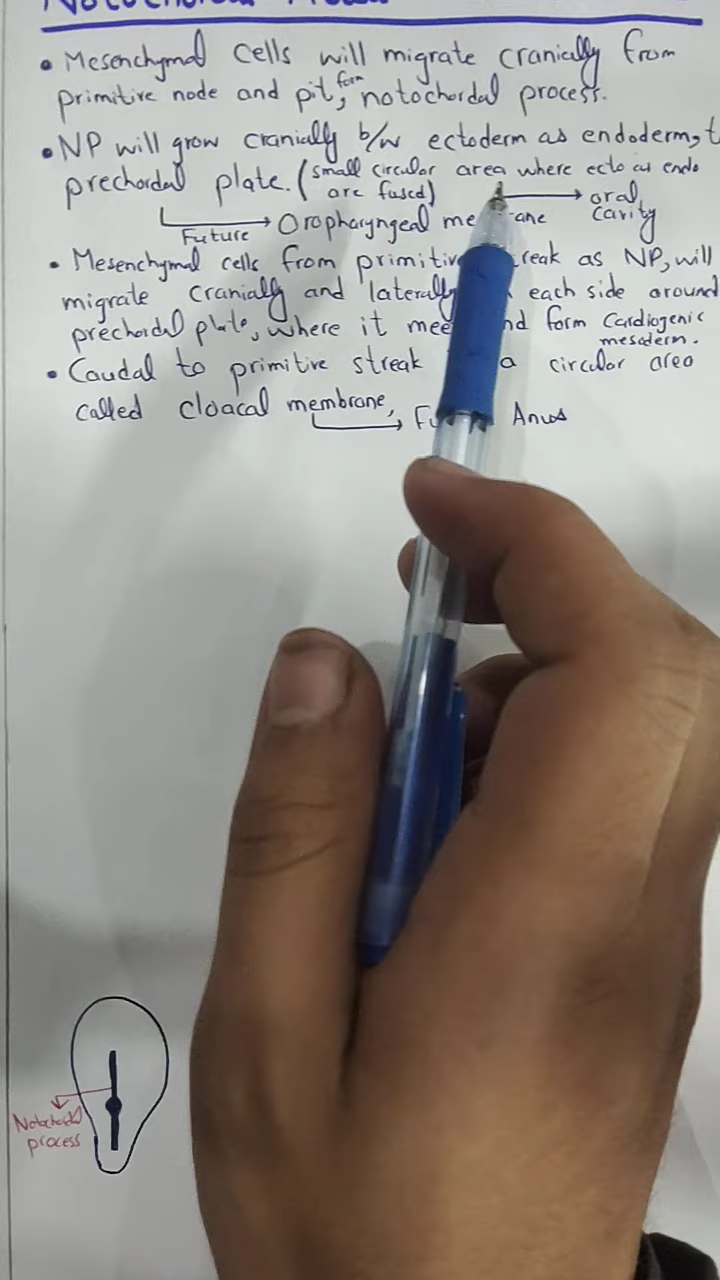 • Mesenchymal cells will migrate cranially from
primitive node and pit, form notochordal process.
• NP will grow cranially b/w ectoderm as endoderm, t
prechordal plate. (small circular area where ecto as endo
are fused) → oral
cavity
Future → Oropharyngeal me ane
• Mesenchymal cells from primitive reak as NP, will
migrate cranially and laterally each side around
prechordal plate, where it mee nd form Cardiogenic
mesoderm.
• Caudal to primitive streak a circular area
called cloacal membrane,
→ Fu Anus
Notochordal
process